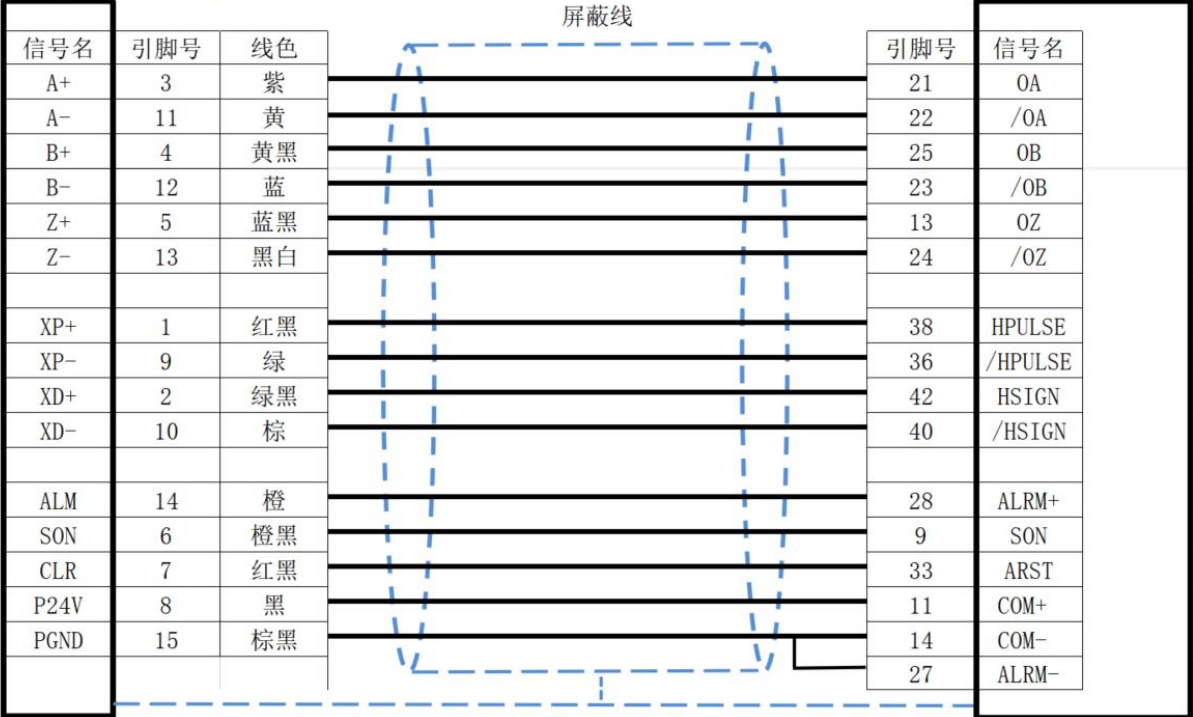 屏蔽线
信号名 引脚号 线色 引脚号 信号名
A+ 3 紫 21 OA
A- 11 黄 22 /OA
B+ 4 黄黑 25 OB
B- 12 蓝 23 /OB
Z+ 5 蓝黑 13 OZ
Z- 13 黑白 24 /OZ
XP+ 1 红黑 38 HPULSE
XP- 9 绿 36 /HPULSE
XD+ 2 绿黑 42 HSIGN
XD- 10 棕 40 /HSIGN
ALM 14 橙 28 ALRM+
SON 6 橙黑 9 SON
CLR 7 红黑 33 ARST
P24V 8 黑 11 COM+
PGND 15 棕黑 14 COM-
27 ALRM-